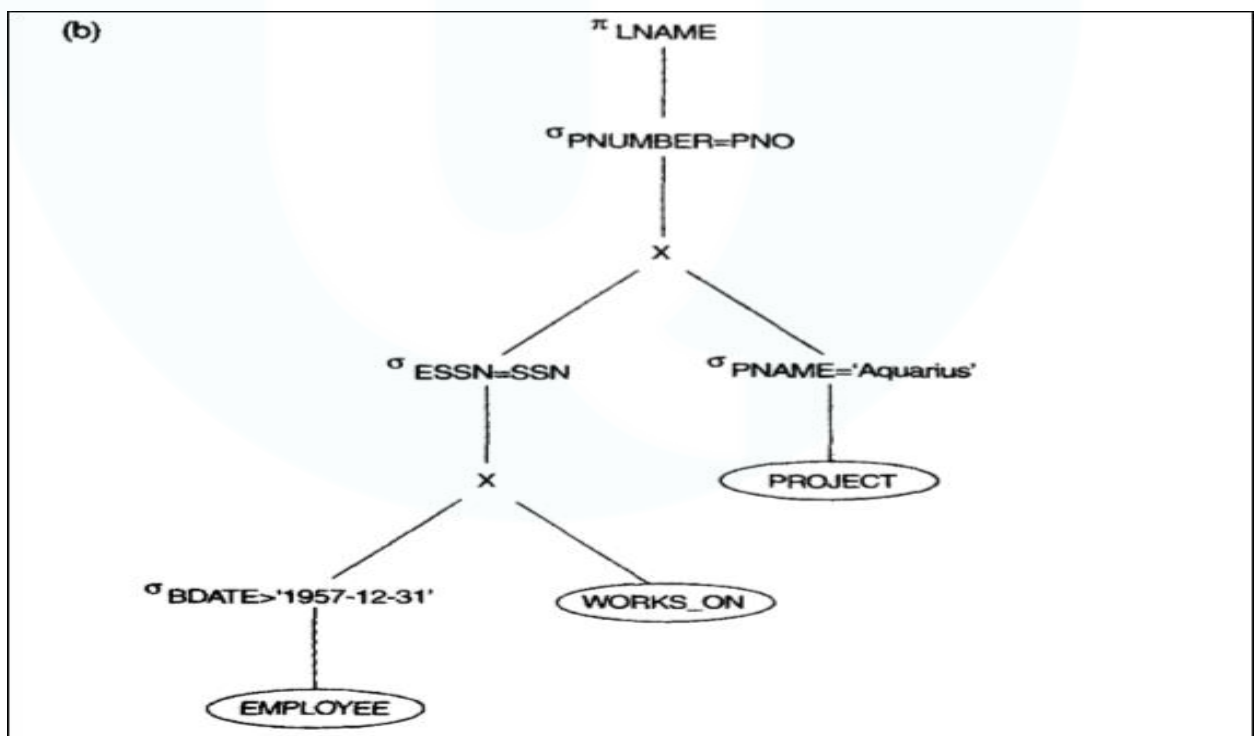 (b)
π LNAME
σ PNUMBER=PNO
X
σ ESSN=SSN
σ PNAME='Aquarius'
X
PROJECT
σ BDATE>'1957-12-31'
WORKS_ON
EMPLOYEE